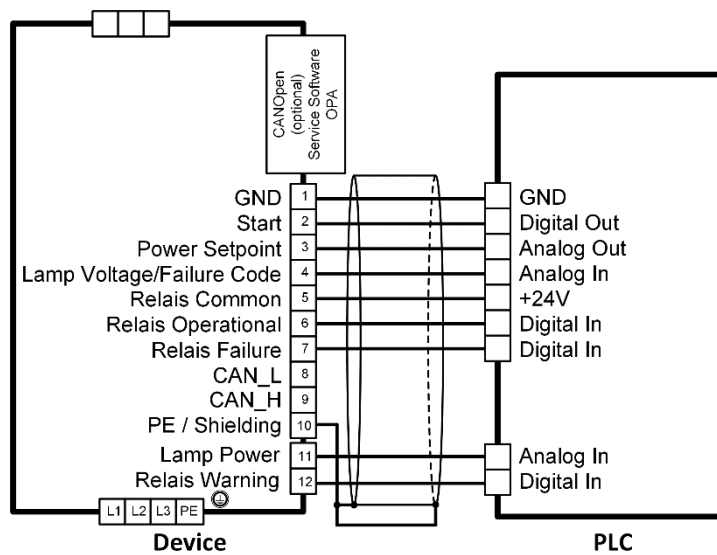 CANOpen
(optional)
Service Software
OPA
GND 1 GND
Start 2 Digital Out
Power Setpoint 3 Analog Out
Lamp Voltage/Failure Code 4 Analog In
Relais Common 5 +24V
Relais Operational 6 Digital In
Relais Failure 7 Digital In
CAN_L 8
CAN_H 9
PE / Shielding 10
Lamp Power 11 Analog In
Relais Warning 12 Digital In
L1 L2 L3 PE
Device PLC